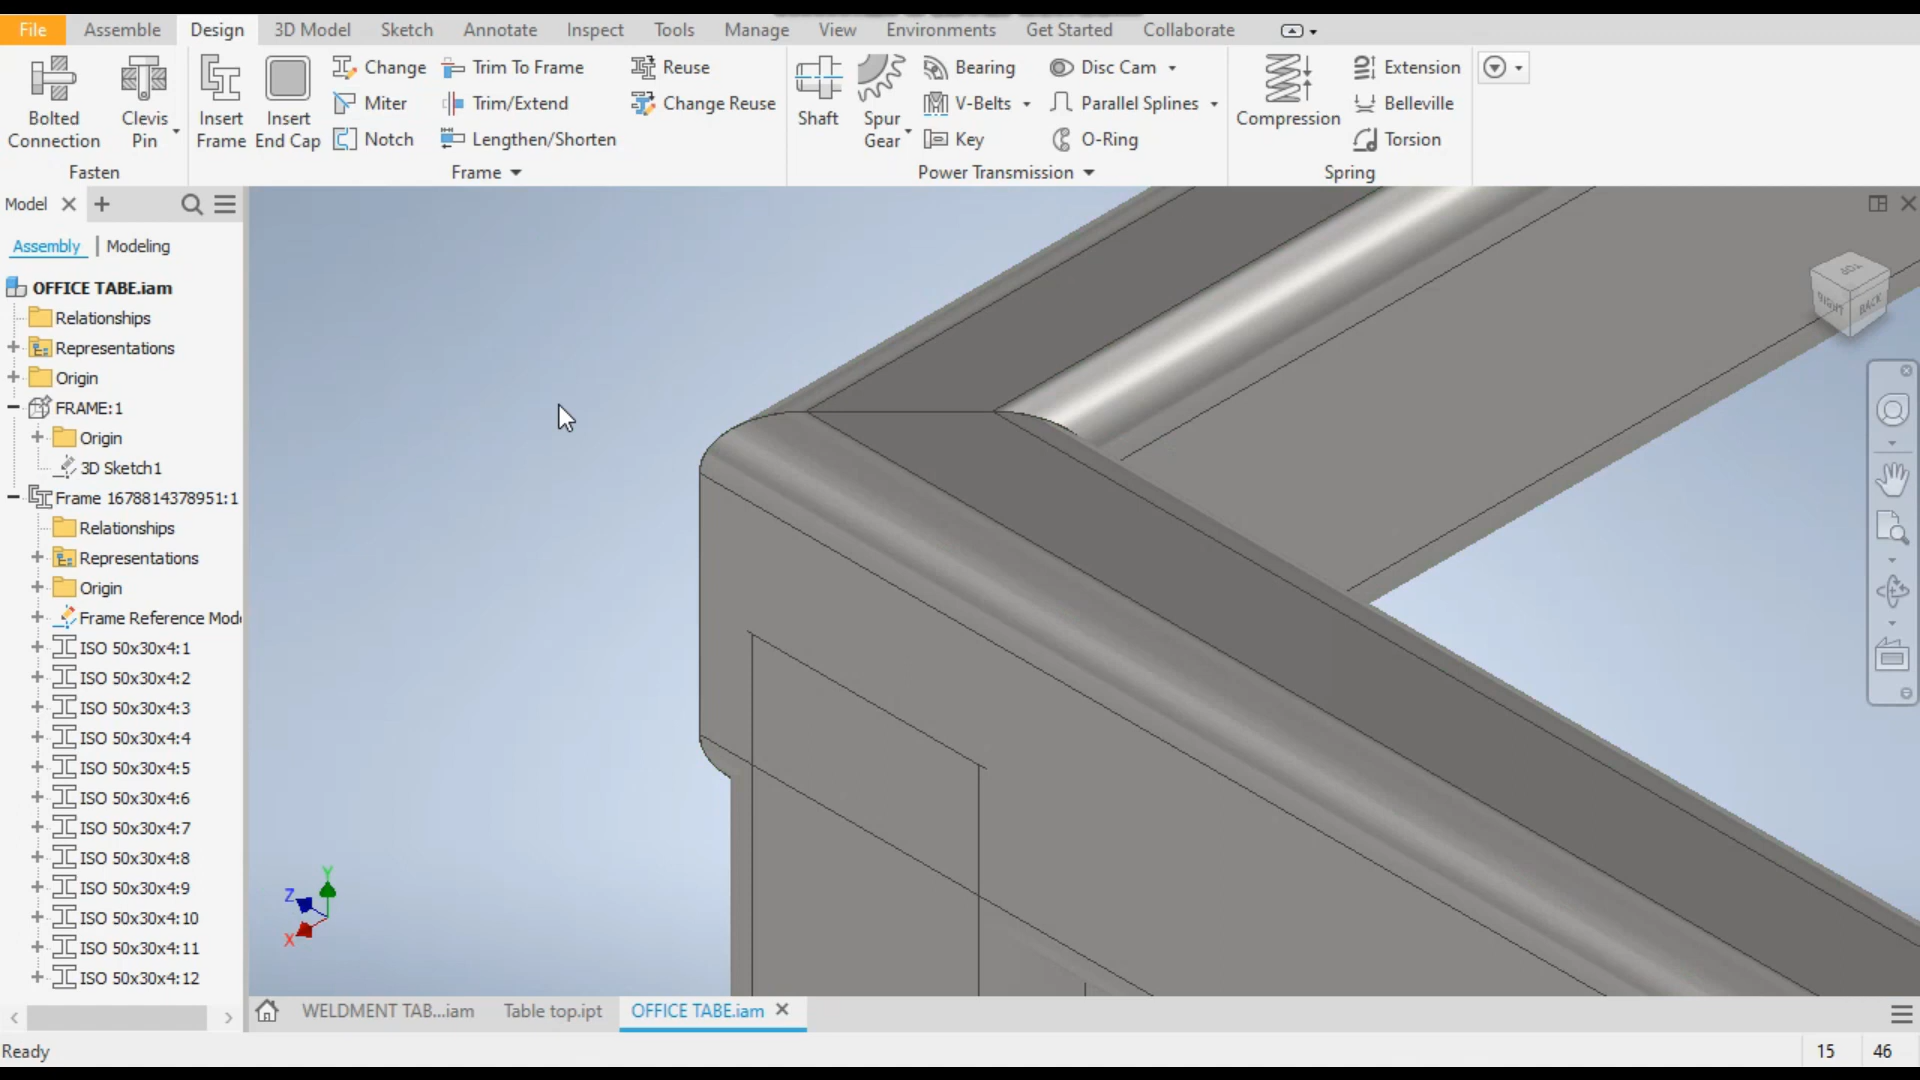 File Assemble Design 3D Model Sketch Annotate Inspect Tools Manage View Environments Get Started Collaborate
Bolted Connection
Clevis Pin
Insert Frame
Insert End Cap
Change
Miter
Notch
Trim To Frame
Trim/Extend
Lengthen/Shorten
Reuse
Change Reuse
Shaft
Spur Gear
Bearing
V-Belts
Key
Disc Cam
Parallel Splines
O-Ring
Compression
Extension
Belleville
Torsion
Fasten
Frame
Power Transmission
Spring
Model
Assembly | Modeling
OFFICE TABE.iam
Relationships
Representations
Origin
FRAME:1
Origin
3D Sketch1
Frame 1678814378951:1
Relationships
Representations
Origin
Frame Reference Mod
ISO 50x30x4:1
ISO 50x30x4:2
ISO 50x30x4:3
ISO 50x30x4:4
ISO 50x30x4:5
ISO 50x30x4:6
ISO 50x30x4:7
ISO 50x30x4:8
ISO 50x30x4:9
ISO 50x30x4:10
ISO 50x30x4:11
ISO 50x30x4:12
TOP
RIGHT
BACK
Y
Z
X
WELDMENT TAB...iam Table top.ipt OFFICE TABE.iam
Ready
15 46